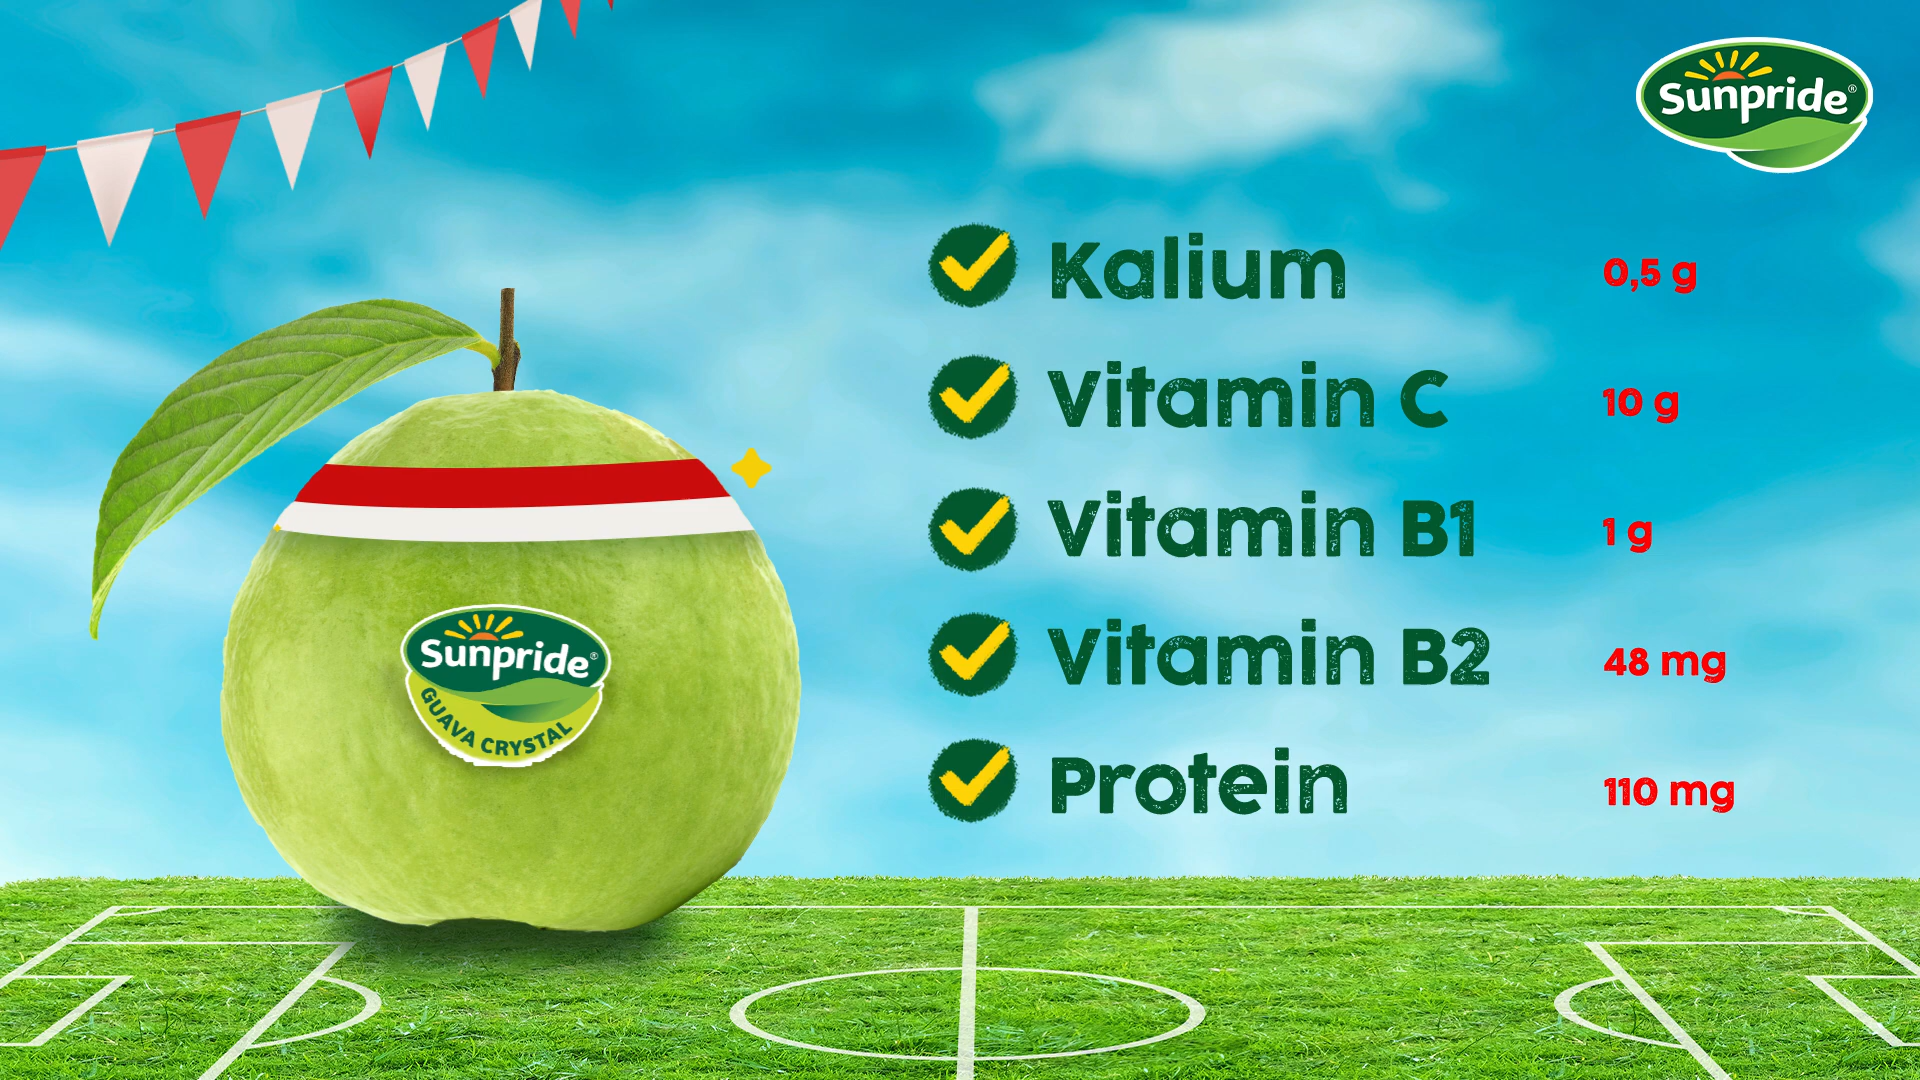 Sunpride®
Kalium 0,5 g
Vitamin C 10 g
Vitamin B1 1 g
Vitamin B2 48 mg
Protein 110 mg
Sunpride®
GUAVA CRYSTAL